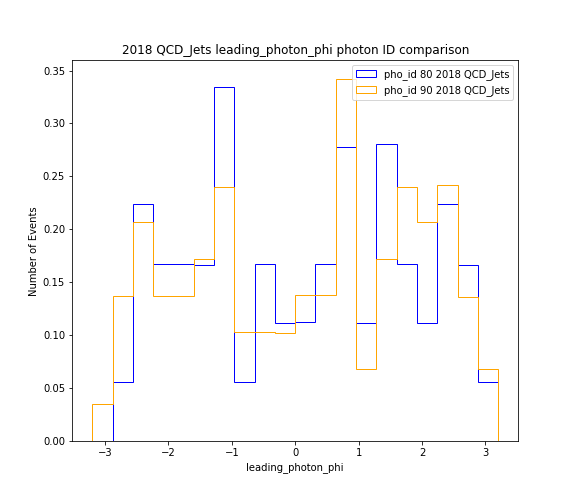 2018 QCD_Jets leading_photon_phi photon ID comparison
pho_id 80 2018 QCD_Jets
pho_id 90 2018 QCD_Jets
Number of Events
0.35
0.30
0.25
0.20
0.15
0.10
0.05
0.00
−3 −2 −1 0 1 2 3
leading_photon_phi